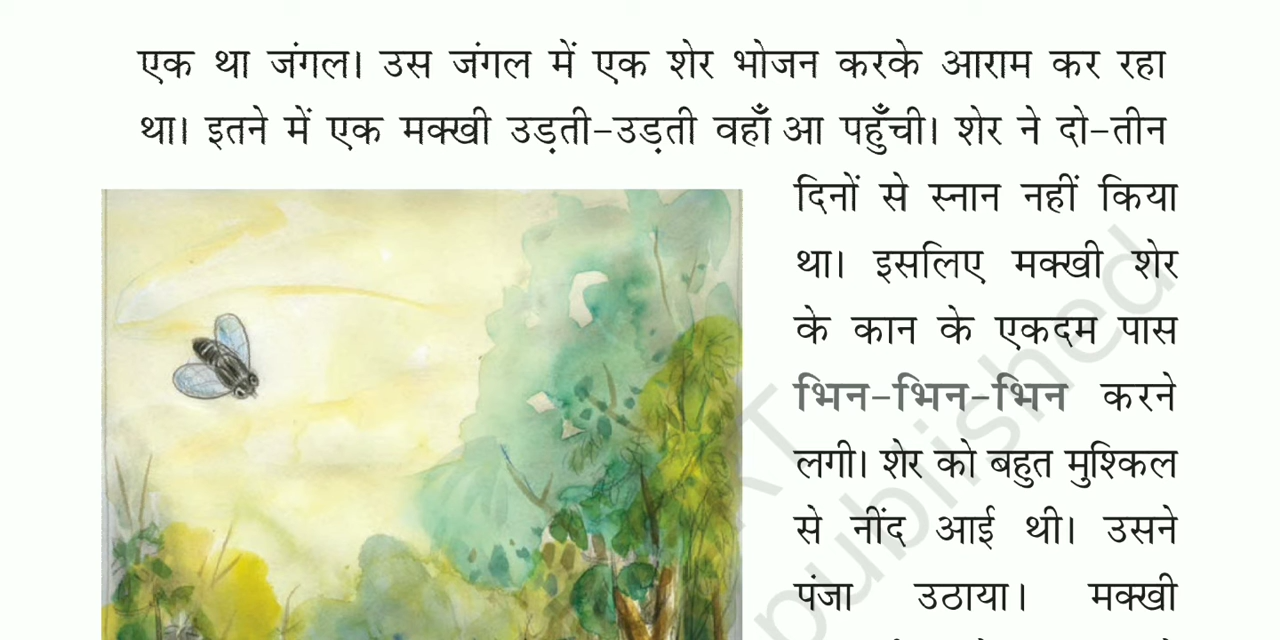 एक था जंगल। उस जंगल में एक शेर भोजन करके आराम कर रहा
था। इतने में एक मक्खी उड़ती-उड़ती वहाँ आ पहुँची। शेर ने दो-तीन
दिनों से स्नान नहीं किया
था। इसलिए मक्खी शेर
के कान के एकदम पास
भिन-भिन-भिन करने
लगी। शेर को बहुत मुश्किल
से नींद आई थी। उसने
पंजा उठाया। मक्खी
published